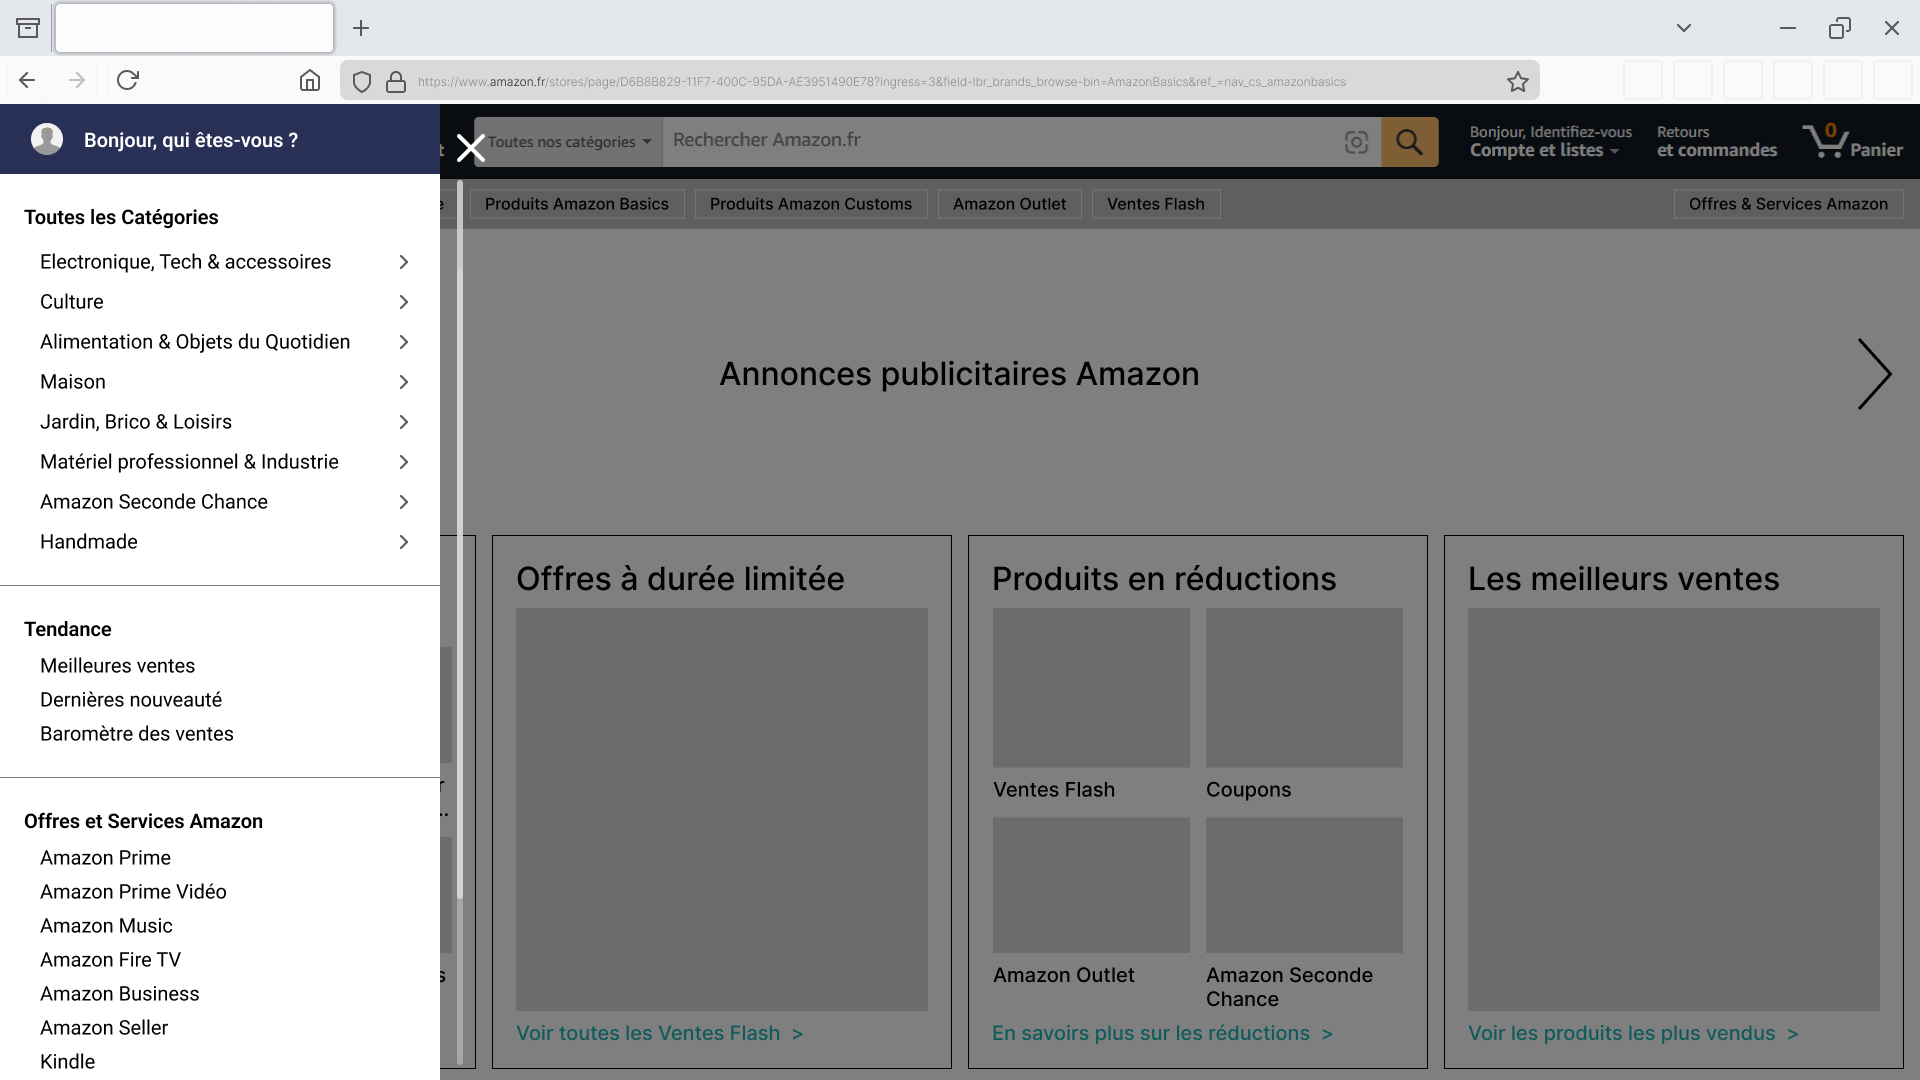 https://www.amazon.fr/stores/page/D6B8B829-11F7-400C-95DA-AE3951490E78?ingress=3&field-lbr_brands_browse-bin=AmazonBasics&ref_=nav_cs_amazonbasics
Bonjour, qui êtes-vous ?
Toutes nos catégories
Rechercher Amazon.fr
Bonjour, Identifiez-vous
Compte et listes
Retours
et commandes
0
Panier
Produits Amazon Basics
Produits Amazon Customs
Amazon Outlet
Ventes Flash
Offres & Services Amazon
Toutes les Catégories
Electronique, Tech & accessoires
Culture
Alimentation & Objets du Quotidien
Maison
Jardin, Brico & Loisirs
Matériel professionnel & Industrie
Amazon Seconde Chance
Handmade
Tendance
Meilleures ventes
Dernières nouveauté
Baromètre des ventes
Offres et Services Amazon
Amazon Prime
Amazon Prime Vidéo
Amazon Music
Amazon Fire TV
Amazon Business
Amazon Seller
Kindle
Annonces publicitaires Amazon
Offres à durée limitée
Voir toutes les Ventes Flash >
Produits en réductions
Ventes Flash
Coupons
Amazon Outlet
Amazon Seconde
Chance
En savoirs plus sur les réductions >
Les meilleurs ventes
Voir les produits les plus vendus >